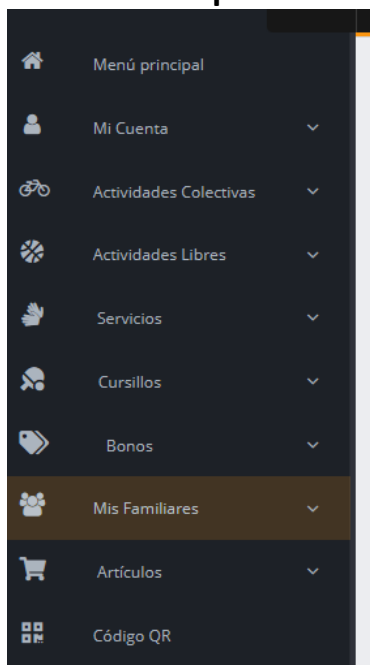 Menú principal
Mi Cuenta
Actividades Colectivas
Actividades Libres
Servicios
Cursillos
Bonos
Mis Familiares
Artículos
Código QR